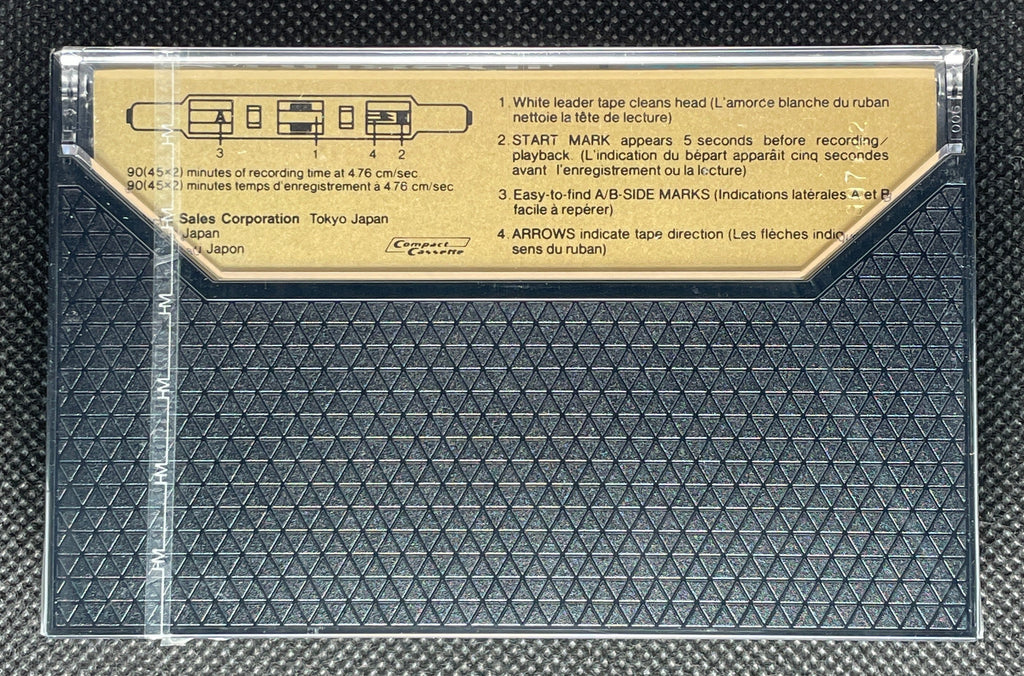 A
3 1 4 2
90(45×2) minutes of recording time at 4.76 cm/sec.
90(45×2) minutes temps d'enregistrement à 4.76 cm/sec
Sales Corporation Tokyo Japan
Japan
Japon
Compact
Cassette
1. White leader tape cleans head (L'amorce blanche du ruban
nettoie la tête de lecture)
2. START MARK appears 5 seconds before recording/
playback. (L'indication du bépart apparâit cinq secondes
avant l'enregistrement ou la lecture)
3. Easy-to-find A/B-SIDE MARKS (Indications latérales A et B
facile à repérer)
4. ARROWS indicate tape direction (Les flèches
sens du ruban)
HM
HM
HM
HM
HM
006